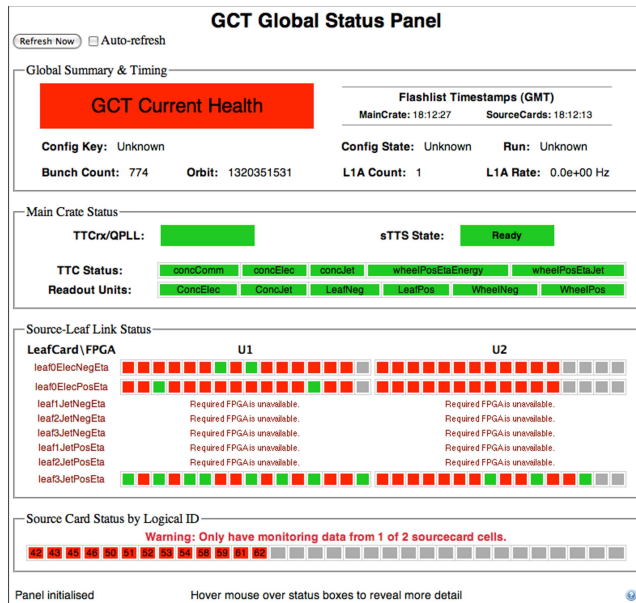 GCT Global Status Panel
Refresh Now Auto-refresh
Global Summary & Timing
GCT Current Health
Flashlist Timestamps (GMT)
MainCrate: 18:12:27 SourceCards: 18:12:13
Config Key: Unknown Config State: Unknown Run: Unknown
Bunch Count: 774 Orbit: 1320351531 L1A Count: 1 L1A Rate: 0.0e+00 Hz
Main Crate Status
TTCrx/QPLL: sTTS State: Ready
TTC Status: concComm concElec concJet wheelPosEtaEnergy wheelPosEtaJet
Readout Units: ConcElec ConcJet LeafNeg LeafPos WheelNeg WheelPos
Source-Leaf Link Status
LeafCard\FPGA U1 U2
leaf0ElecNegEta
leaf0ElecPosEta
leaf1JetNegEta Required FPGA is unavailable. Required FPGA is unavailable.
leaf2JetNegEta Required FPGA is unavailable. Required FPGA is unavailable.
leaf3JetNegEta Required FPGA is unavailable. Required FPGA is unavailable.
leaf1JetPosEta Required FPGA is unavailable. Required FPGA is unavailable.
leaf2JetPosEta Required FPGA is unavailable. Required FPGA is unavailable.
leaf3JetPosEta
Source Card Status by Logical ID
Warning: Only have monitoring data from 1 of 2 sourcecard cells.
42 43 45 46 50 51 52 53 54 58 59 61 62
Panel initialised Hover mouse over status boxes to reveal more detail ?